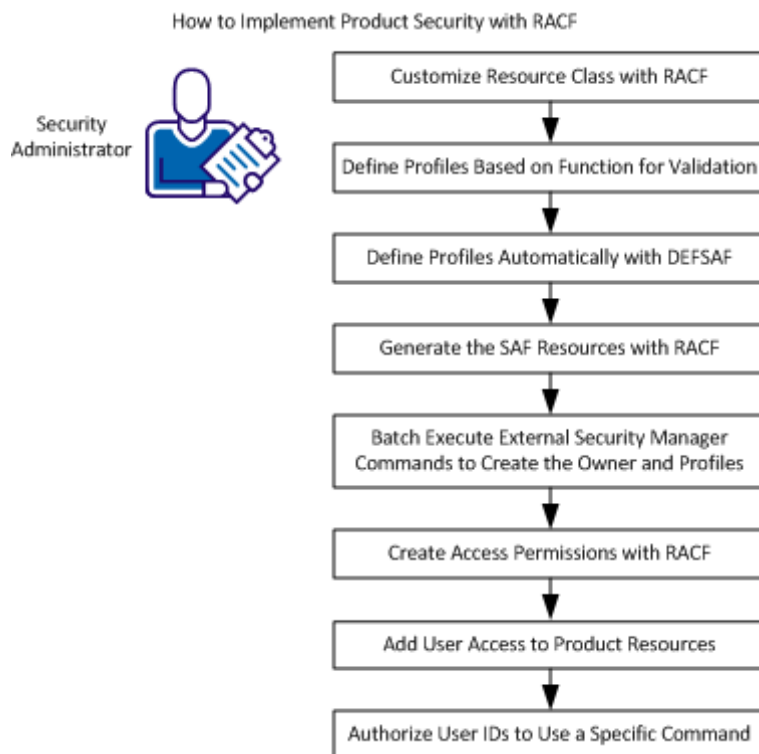 How to Implement Product Security with RACF
Security
Administrator
Customize Resource Class with RACF
Define Profiles Based on Function for Validation
Define Profiles Automatically with DEFSAF
Generate the SAF Resources with RACF
Batch Execute External Security Manager
Commands to Create the Owner and Profiles
Create Access Permissions with RACF
Add User Access to Product Resources
Authorize User IDs to Use a Specific Command